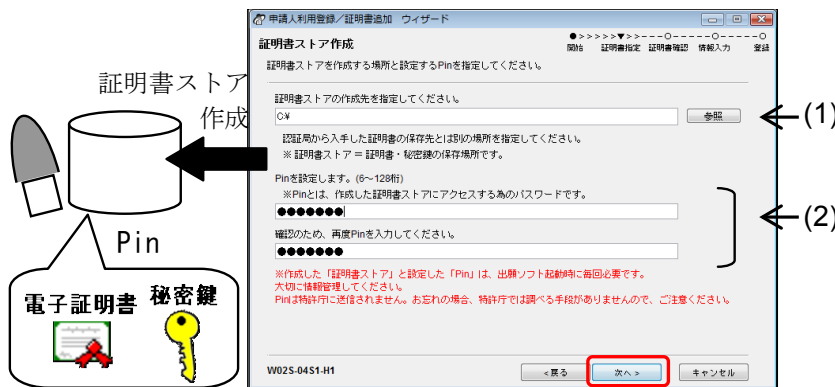 申請人利用登録／証明書追加 ウィザード
証明書ストア作成
●>>>>>▼>>---○-----○-----○
開始 証明書指定 証明書確認 情報入力 登録
証明書ストアを作成する場所と設定するPinを指定してください。
証明書ストアの作成先を指定してください。
C:¥
参照
(1)
認証局から入手した証明書の保存先とは別の場所を指定してください。
※ 証明書ストア = 証明書・秘密鍵の保存場所です。
Pinを設定します。(6～128桁)
※Pinとは、作成した証明書ストアにアクセスする為のパスワードです。
●●●●●●●
(2)
確認のため、再度Pinを入力してください。
●●●●●●●
※作成した「証明書ストア」と設定した「Pin」は、出願ソフト起動時に毎回必要です。
大切に情報管理してください。
Pinは特許庁に送信されません。お忘れの場合、特許庁では調べる手段がありませんので、ご注意ください。
W02S-04S1-H1
<戻る
次へ >
キャンセル
証明書ストア
作成
Pin
電子証明書
秘密鍵